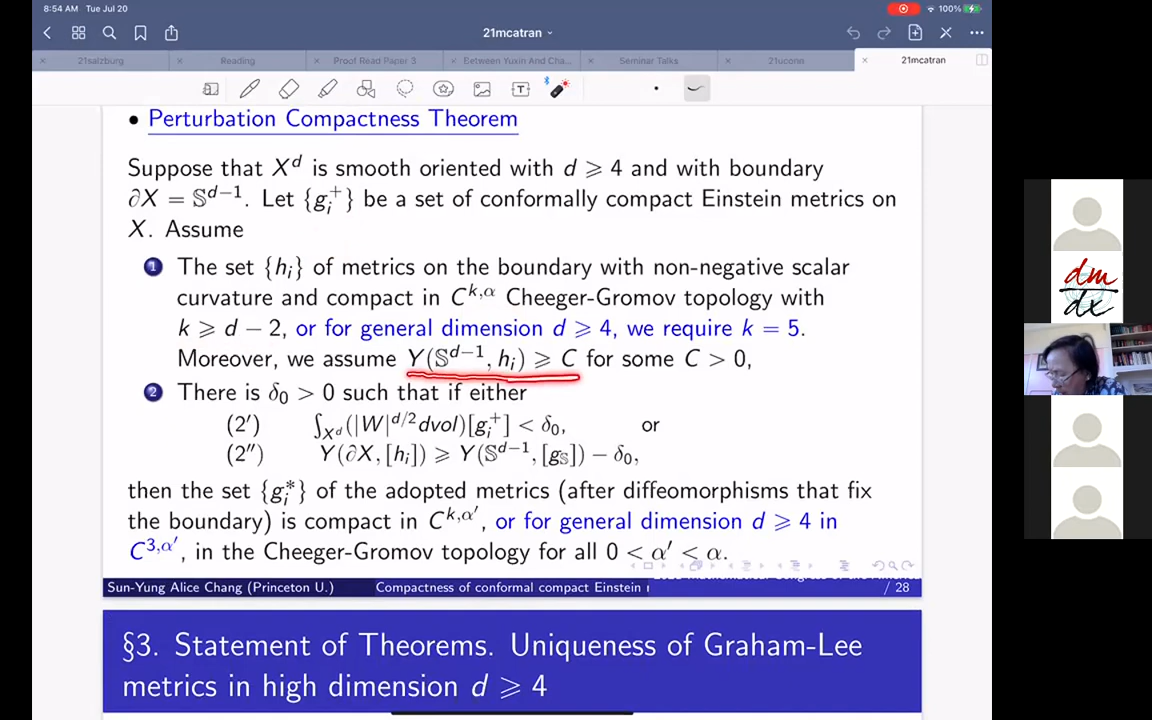 8:54 AM Tue Jul 20
100%
21mcatran
21salzburg
Reading
Proof Read Paper 3
Between Yuxin And Cha...
Seminar Talks
21uconn
21mcatran
• Perturbation Compactness Theorem
Suppose that X^d is smooth oriented with d ⩾ 4 and with boundary
∂X = 𝕊^{d−1}. Let {g_i^+} be a set of conformally compact Einstein metrics on
X. Assume
1 The set {h_i} of metrics on the boundary with non-negative scalar
curvature and compact in C^{k,α} Cheeger-Gromov topology with
k ⩾ d − 2, or for general dimension d ⩾ 4, we require k = 5.
Moreover, we assume Y(𝕊^{d−1}, h_i) ⩾ C for some C > 0,
2 There is δ_0 > 0 such that if either
(2′) ∫_{X^d}(|W|^{d/2}dvol)[g_i^+] < δ_0, or
(2″) Y(∂X, [h_i]) ⩾ Y(𝕊^{d−1}, [g_𝕊]) − δ_0,
then the set {g_i^*} of the adopted metrics (after diffeomorphisms that fix
the boundary) is compact in C^{k,α′}, or for general dimension d ⩾ 4 in
C^{3,α′}, in the Cheeger-Gromov topology for all 0 < α′ < α.
Sun-Yung Alice Chang (Princeton U.) Compactness of conformal compact Einstein / 28
§3. Statement of Theorems. Uniqueness of Graham-Lee
metrics in high dimension d ⩾ 4
dm
dx